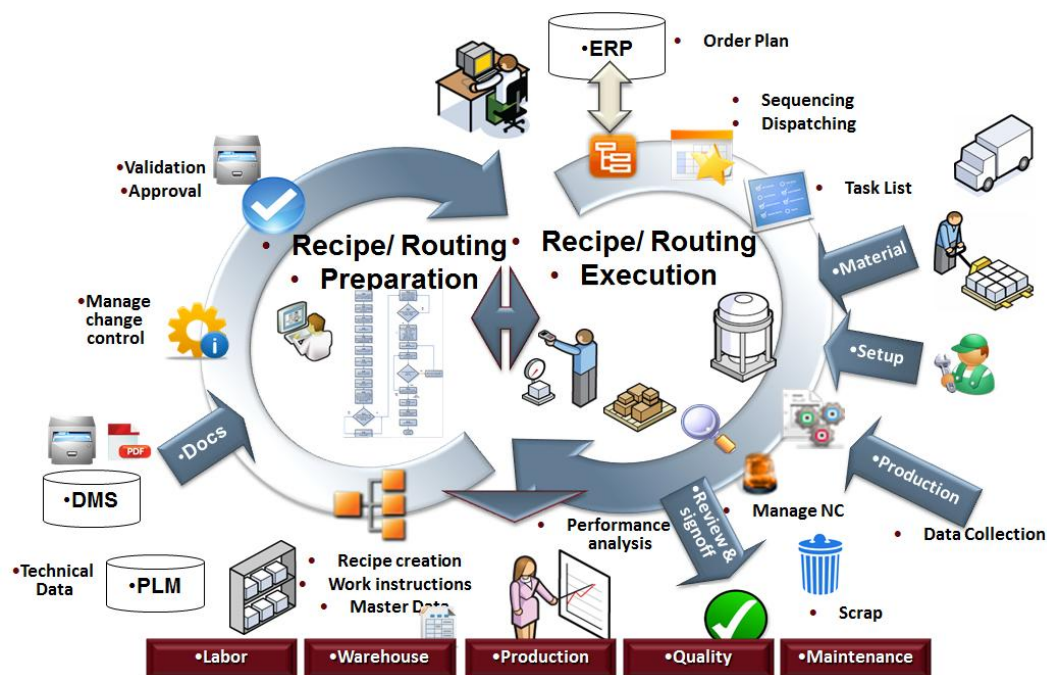 •ERP
• Order Plan
• Sequencing
• Dispatching
•Validation
•Approval
• Task List
• Recipe/ Routing
• Preparation
• Recipe/ Routing
• Execution
•Material
•Manage
change
control
•Setup
•Docs
PDF
•DMS
•Production
• Data Collection
•Review &
signoff
• Manage NC
• Performance
analysis
•Technical
Data
•PLM
• Recipe creation
• Work instructions
• Master Data
• Scrap
•Labor
•Warehouse
•Production
•Quality
•Maintenance